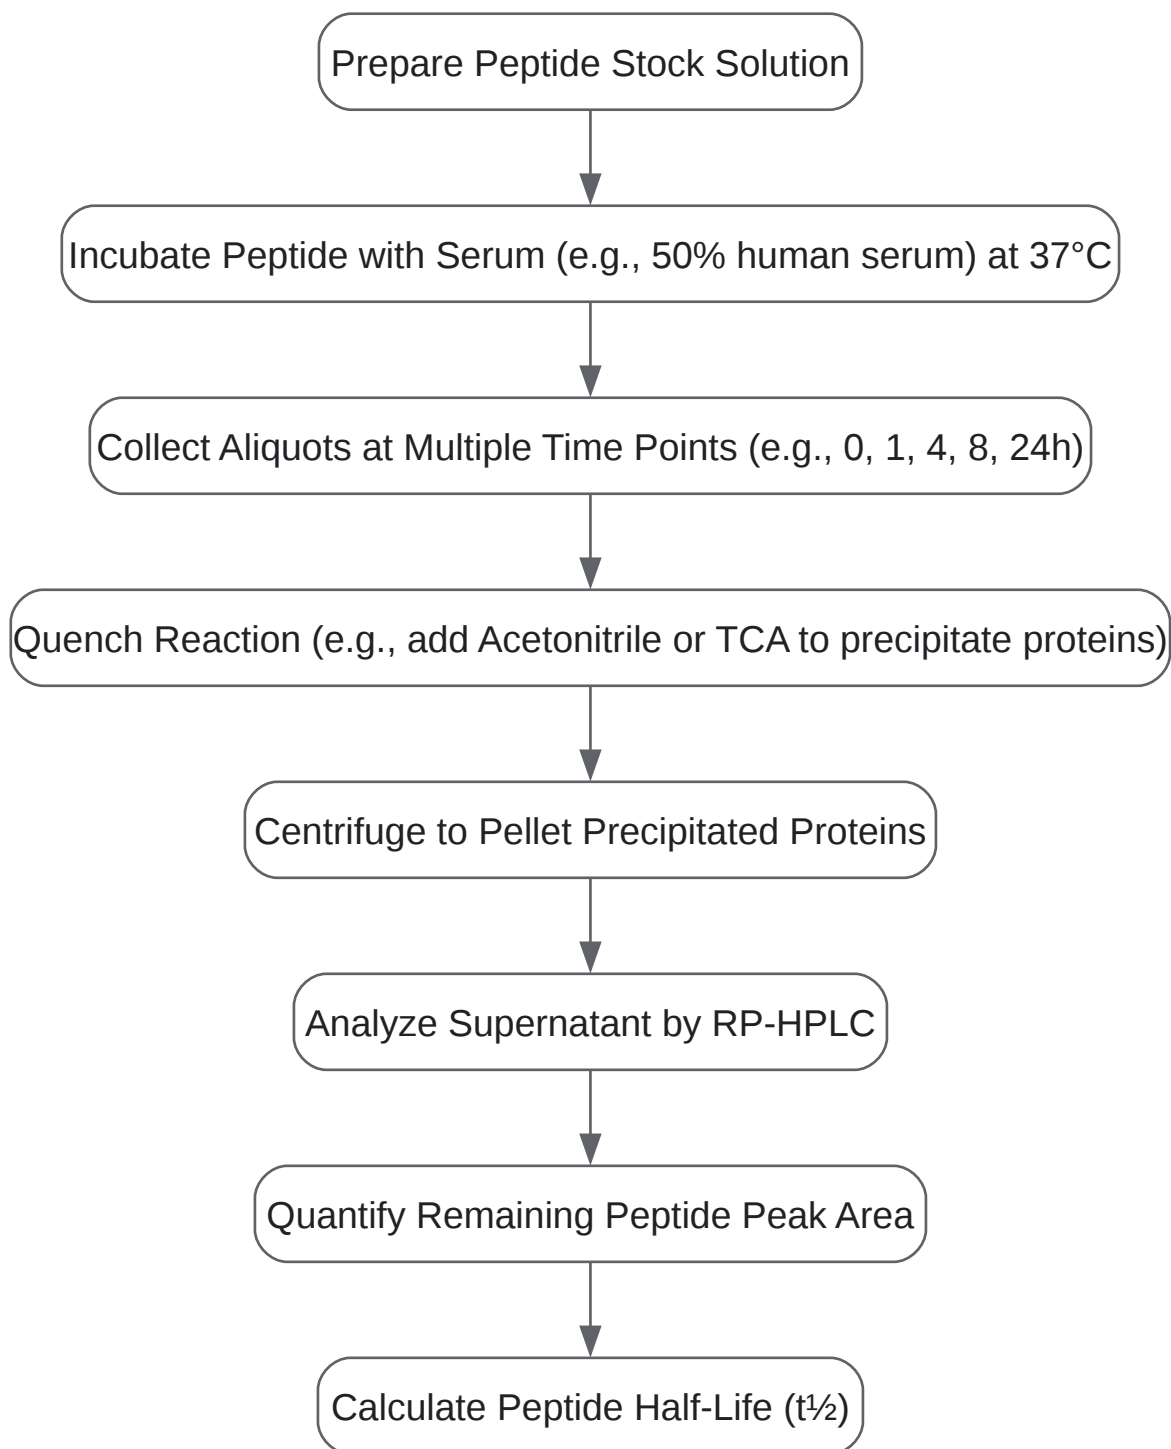 Prepare Peptide Stock Solution
Incubate Peptide with Serum (e.g., 50% human serum) at 37°C
Collect Aliquots at Multiple Time Points (e.g., 0, 1, 4, 8, 24h)
Quench Reaction (e.g., add Acetonitrile or TCA to precipitate proteins)
Centrifuge to Pellet Precipitated Proteins
Analyze Supernatant by RP-HPLC
Quantify Remaining Peptide Peak Area
Calculate Peptide Half-Life (t½)